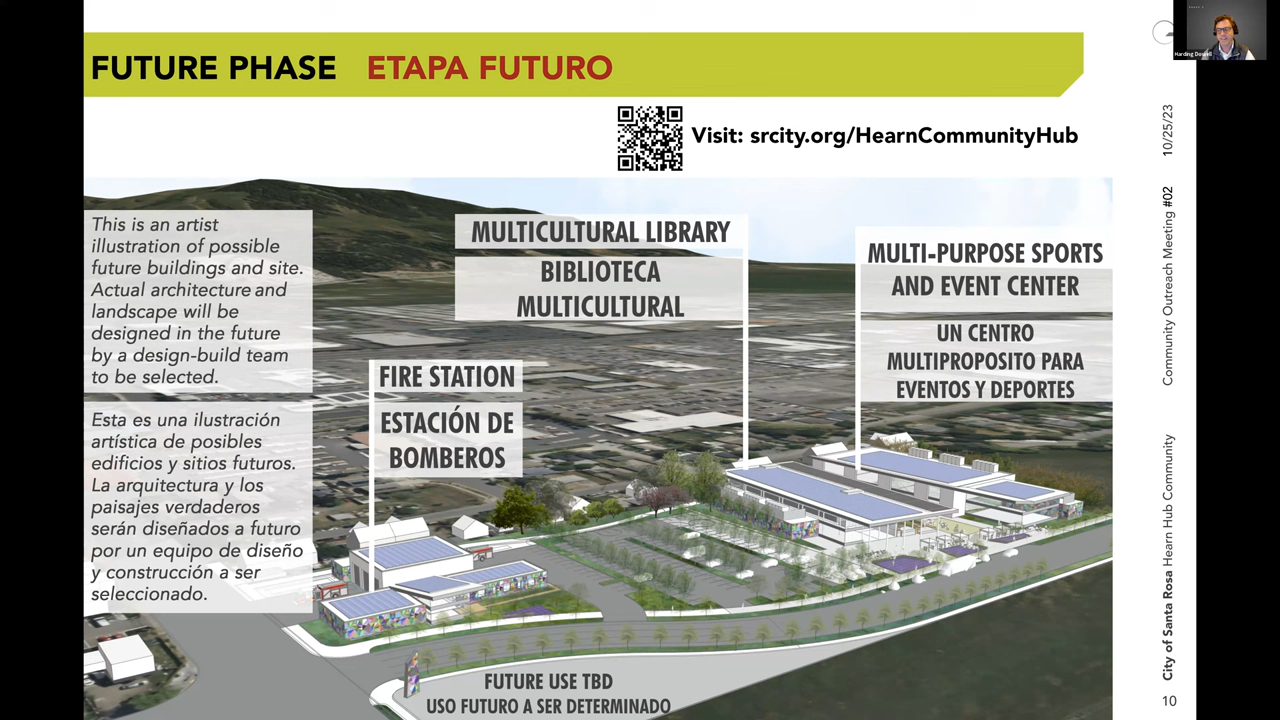 FUTURE PHASE ETAPA FUTURO
Visit: srcity.org/HearnCommunityHub
This is an artist
illustration of possible
future buildings and site.
Actual architecture and
landscape will be
designed in the future
by a design-build team
to be selected.
Esta es una ilustración
artística de posibles
edificios y sitios futuros.
La arquitectura y los
paisajes verdaderos
serán diseñados a futuro
por un equipo de diseño
y construcción a ser
seleccionado.
FIRE STATION
ESTACIÓN DE
BOMBEROS
MULTICULTURAL LIBRARY
BIBLIOTECA
MULTICULTURAL
MULTI-PURPOSE SPORTS
AND EVENT CENTER
UN CENTRO
MULTIPROPOSITO PARA
EVENTOS Y DEPORTES
FUTURE USE TBD
USO FUTURO A SER DETERMINADO
City of Santa Rosa Hearn Hub Community
Community Outreach Meeting #02
10/25/23
10